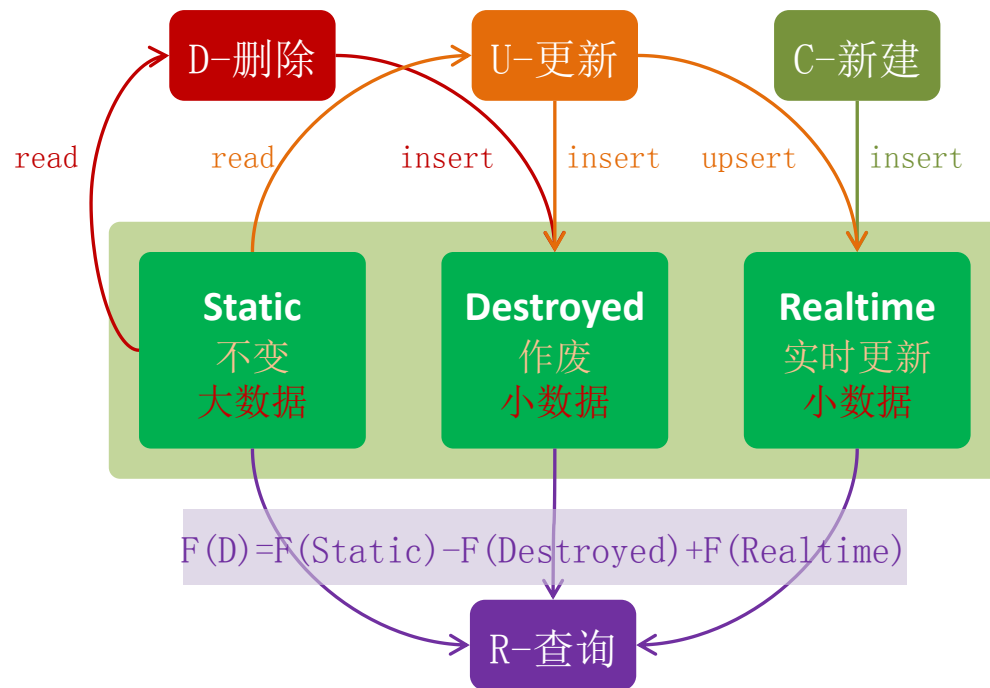 D-删除
U-更新
C-新建
read
read
insert
insert
upsert
insert
Static
不变
大数据
Destroyed
作废
小数据
Realtime
实时更新
小数据
F(D)=F(Static)-F(Destroyed)+F(Realtime)
R-查询